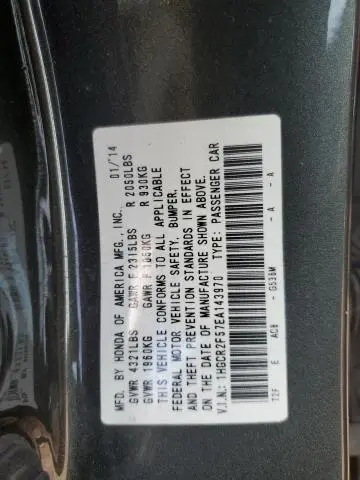 MFD. BY HONDA OF AMERICA MFG., INC. 01/'14
GVWR 4321LBS GAWR F 2315LBS R 2050LBS
GVWR 1960KG GAWR F 1050KG R 930KG
THIS VEHICLE CONFORMS TO ALL APPLICABLE
FEDERAL MOTOR VEHICLE SAFETY, BUMPER,
AND THEFT PREVENTION STANDARDS IN EFFECT
ON THE DATE OF MANUFACTURE SHOWN ABOVE.
V.I.N.: 1HGCR2F57EA143970 TYPE: PASSENGER CAR
T2F E AC8 - G536M - A - A